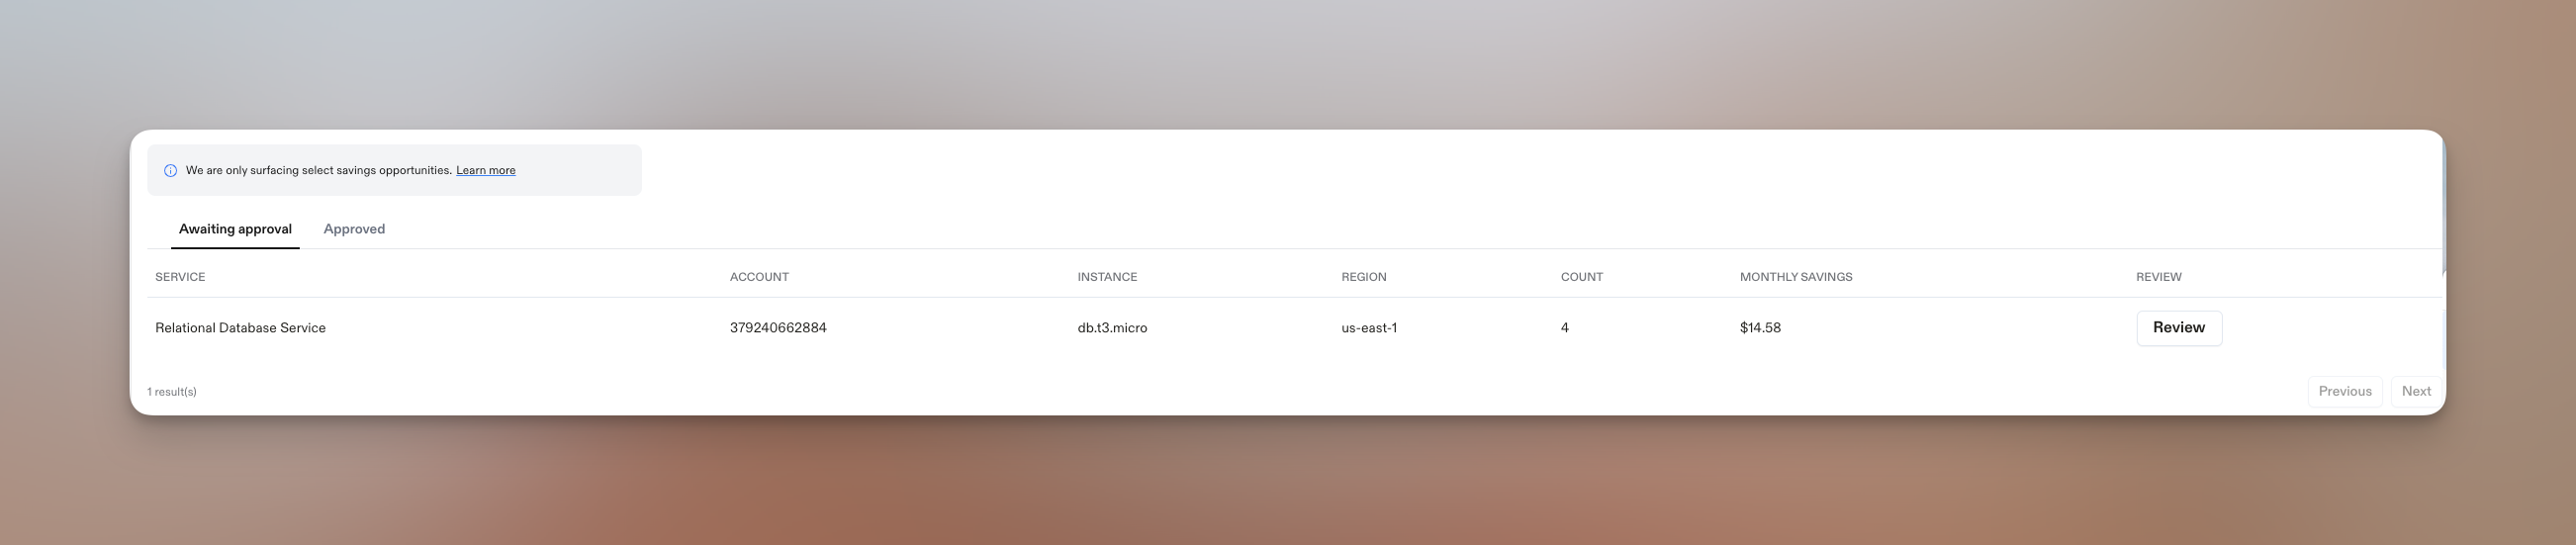 We are only surfacing select savings opportunities. Learn more
Awaiting approval Approved
SERVICE ACCOUNT INSTANCE REGION COUNT MONTHLY SAVINGS REVIEW
Relational Database Service 379240662884 db.t3.micro us-east-1 4 $14.58 Review
1 result(s) Previous Next